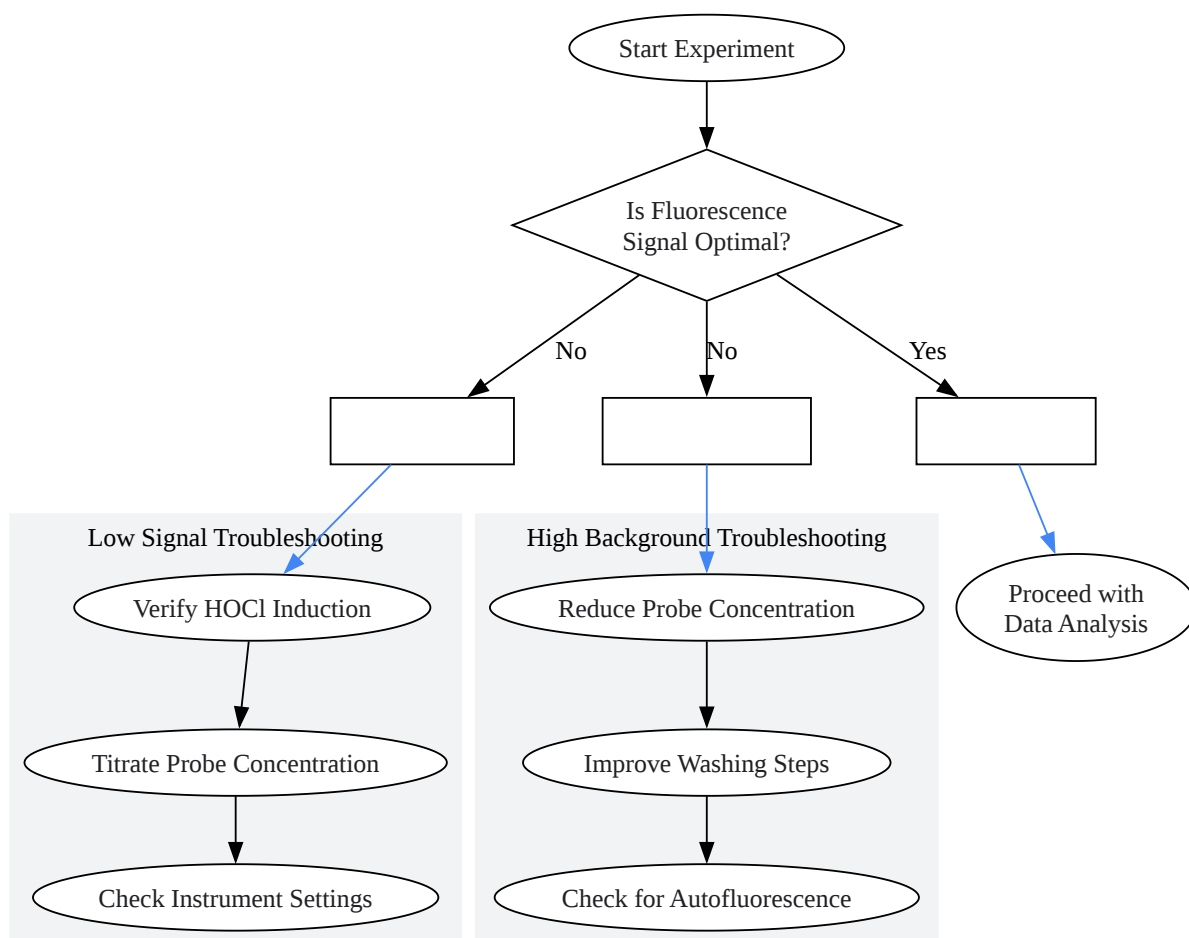 Start Experiment
Is Fluorescence
Signal Optimal?
No
No
Yes
Low Signal Troubleshooting
High Background Troubleshooting
Verify HOCl Induction
Reduce Probe Concentration
Proceed with
Data Analysis
Titrate Probe Concentration
Improve Washing Steps
Check Instrument Settings
Check for Autofluorescence